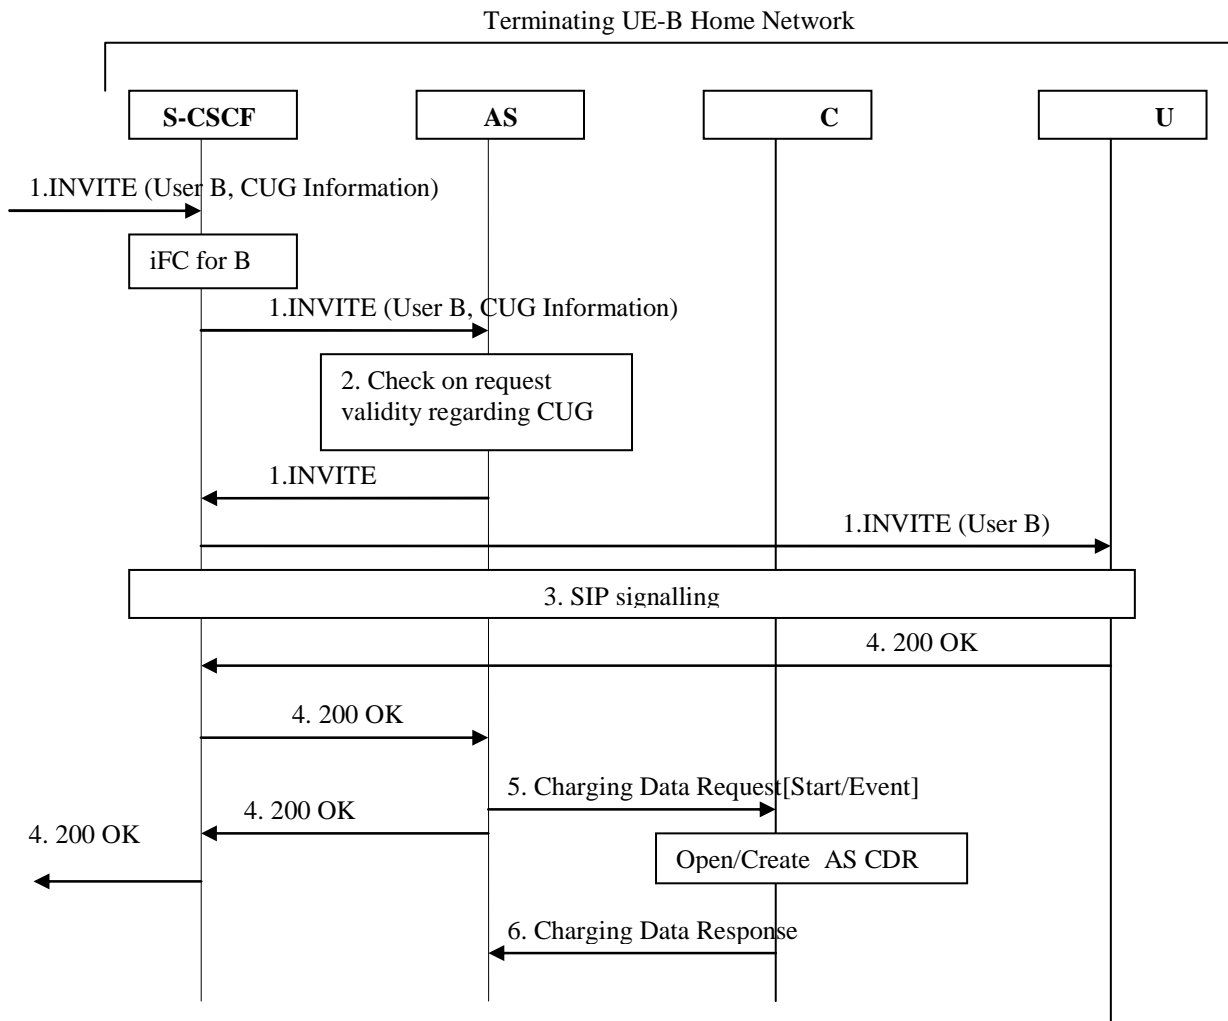 Terminating UE-B Home Network
S-CSCF
AS
C
U
1.INVITE (User B, CUG Information)
iFC for B
1.INVITE (User B, CUG Information)
2. Check on request
validity regarding CUG
1.INVITE
1.INVITE (User B)
3. SIP signalling
4. 200 OK
4. 200 OK
5. Charging Data Request[Start/Event]
4. 200 OK
4. 200 OK
Open/Create AS CDR
6. Charging Data Response